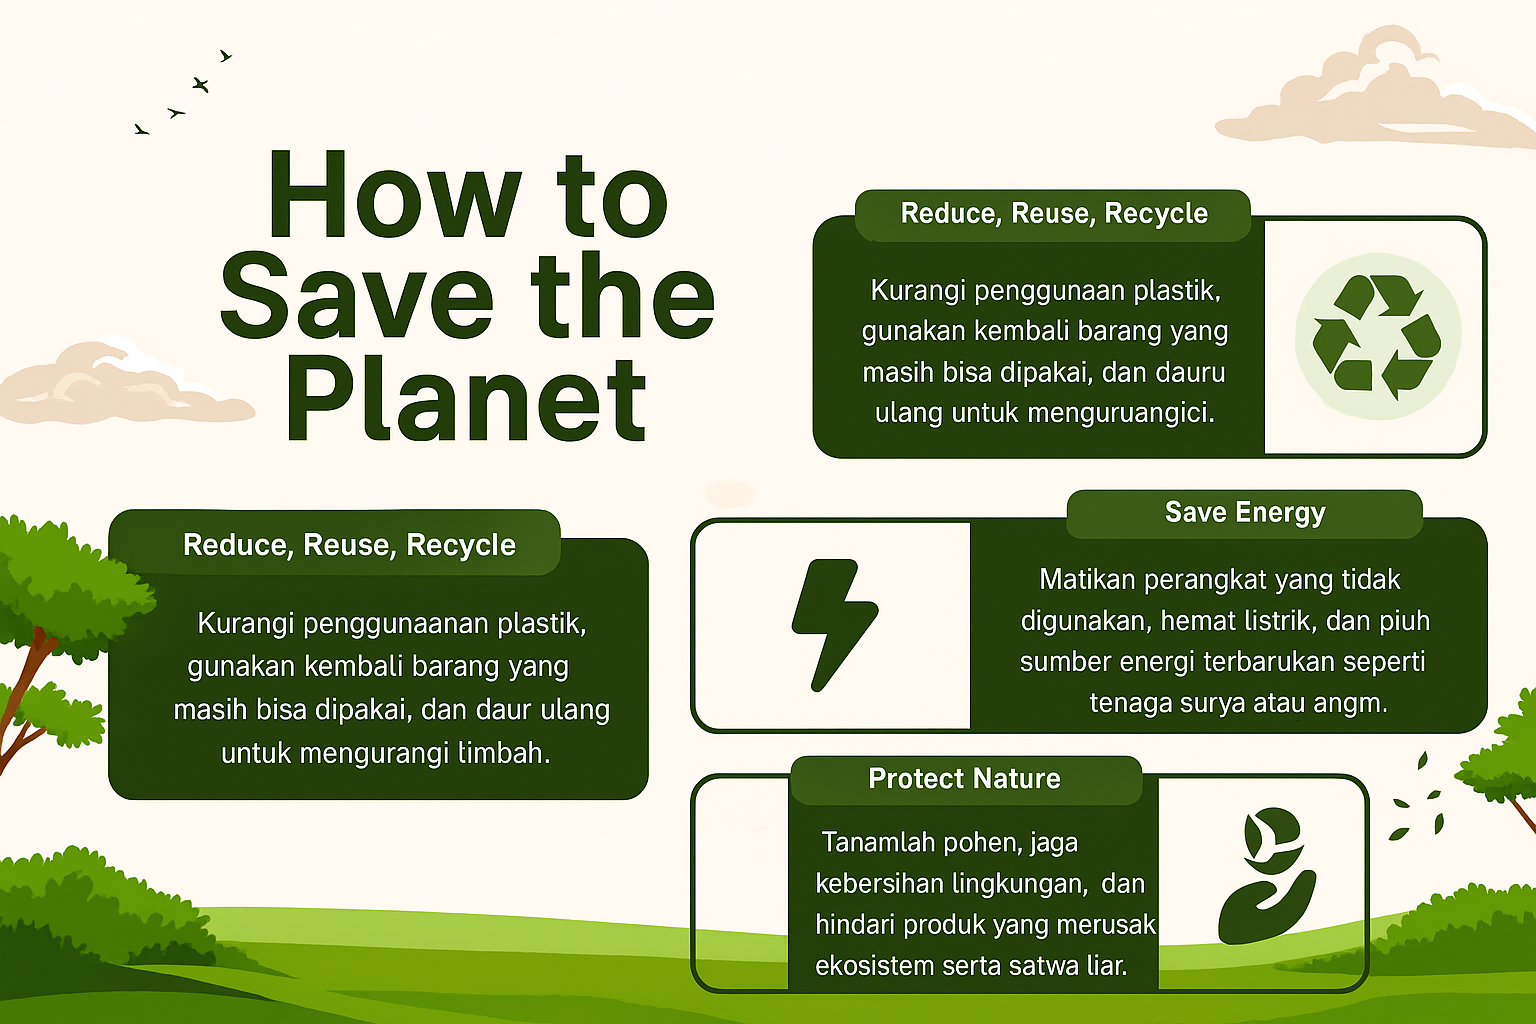 How to
Save the
Planet
Reduce, Reuse, Recycle
Kurangi penggunaanan plastik,
gunakan kembali barang yang
masih bisa dipakai, dan daur ulang
untuk mengurangi limbah.
Reduce, Reuse, Recycle
Kurangi penggunaan plastik,
gunakan kembali barang yang
masih bisa dipakai, dan dauru
ulang untuk menguruangici.
Save Energy
Matikan perangkat yang tidak
digunakan, hemat listrik, dan piuh
sumber energi terbarukan seperti
tenaga surya atau angm.
Protect Nature
Tanamlah pohen, jaga
kebersihan lingkungan, dan
hindari produk yang merusak
ekosistem serta satwa liar.